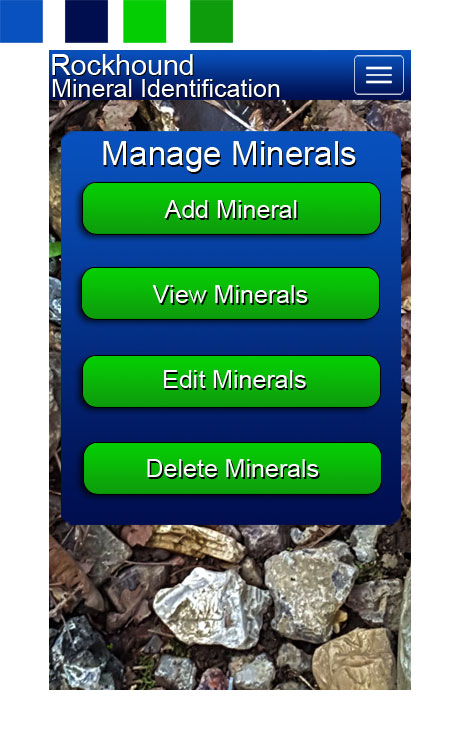 Rockhound
Mineral Identification
Manage Minerals
Add Mineral
View Minerals
Edit Minerals
Delete Minerals